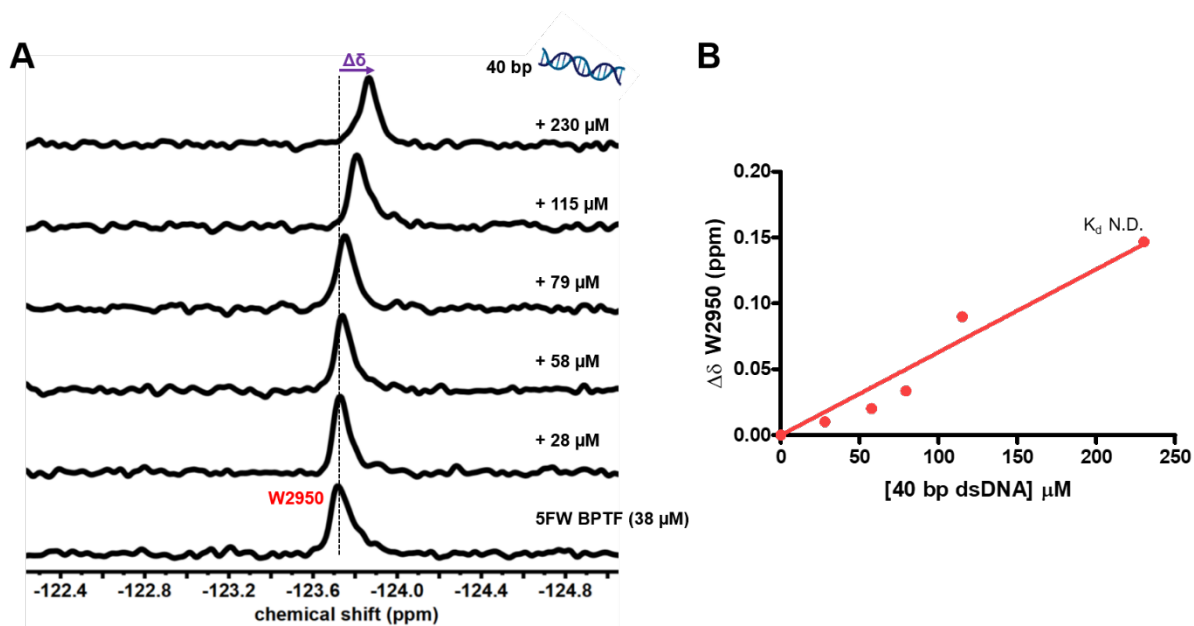 A
Δδ
40 bp
+ 230 μM
+ 115 μM
+ 79 μM
+ 58 μM
+ 28 μM
W2950
5FW BPTF (38 μM)
-122.4 -122.8 -123.2 -123.6 -124.0 -124.4 -124.8
chemical shift (ppm)
B
Δδ W2950 (ppm)
0.20
0.15
0.10
0.05
0.00
Kd N.D.
0 50 100 150 200 250
[40 bp dsDNA] μM